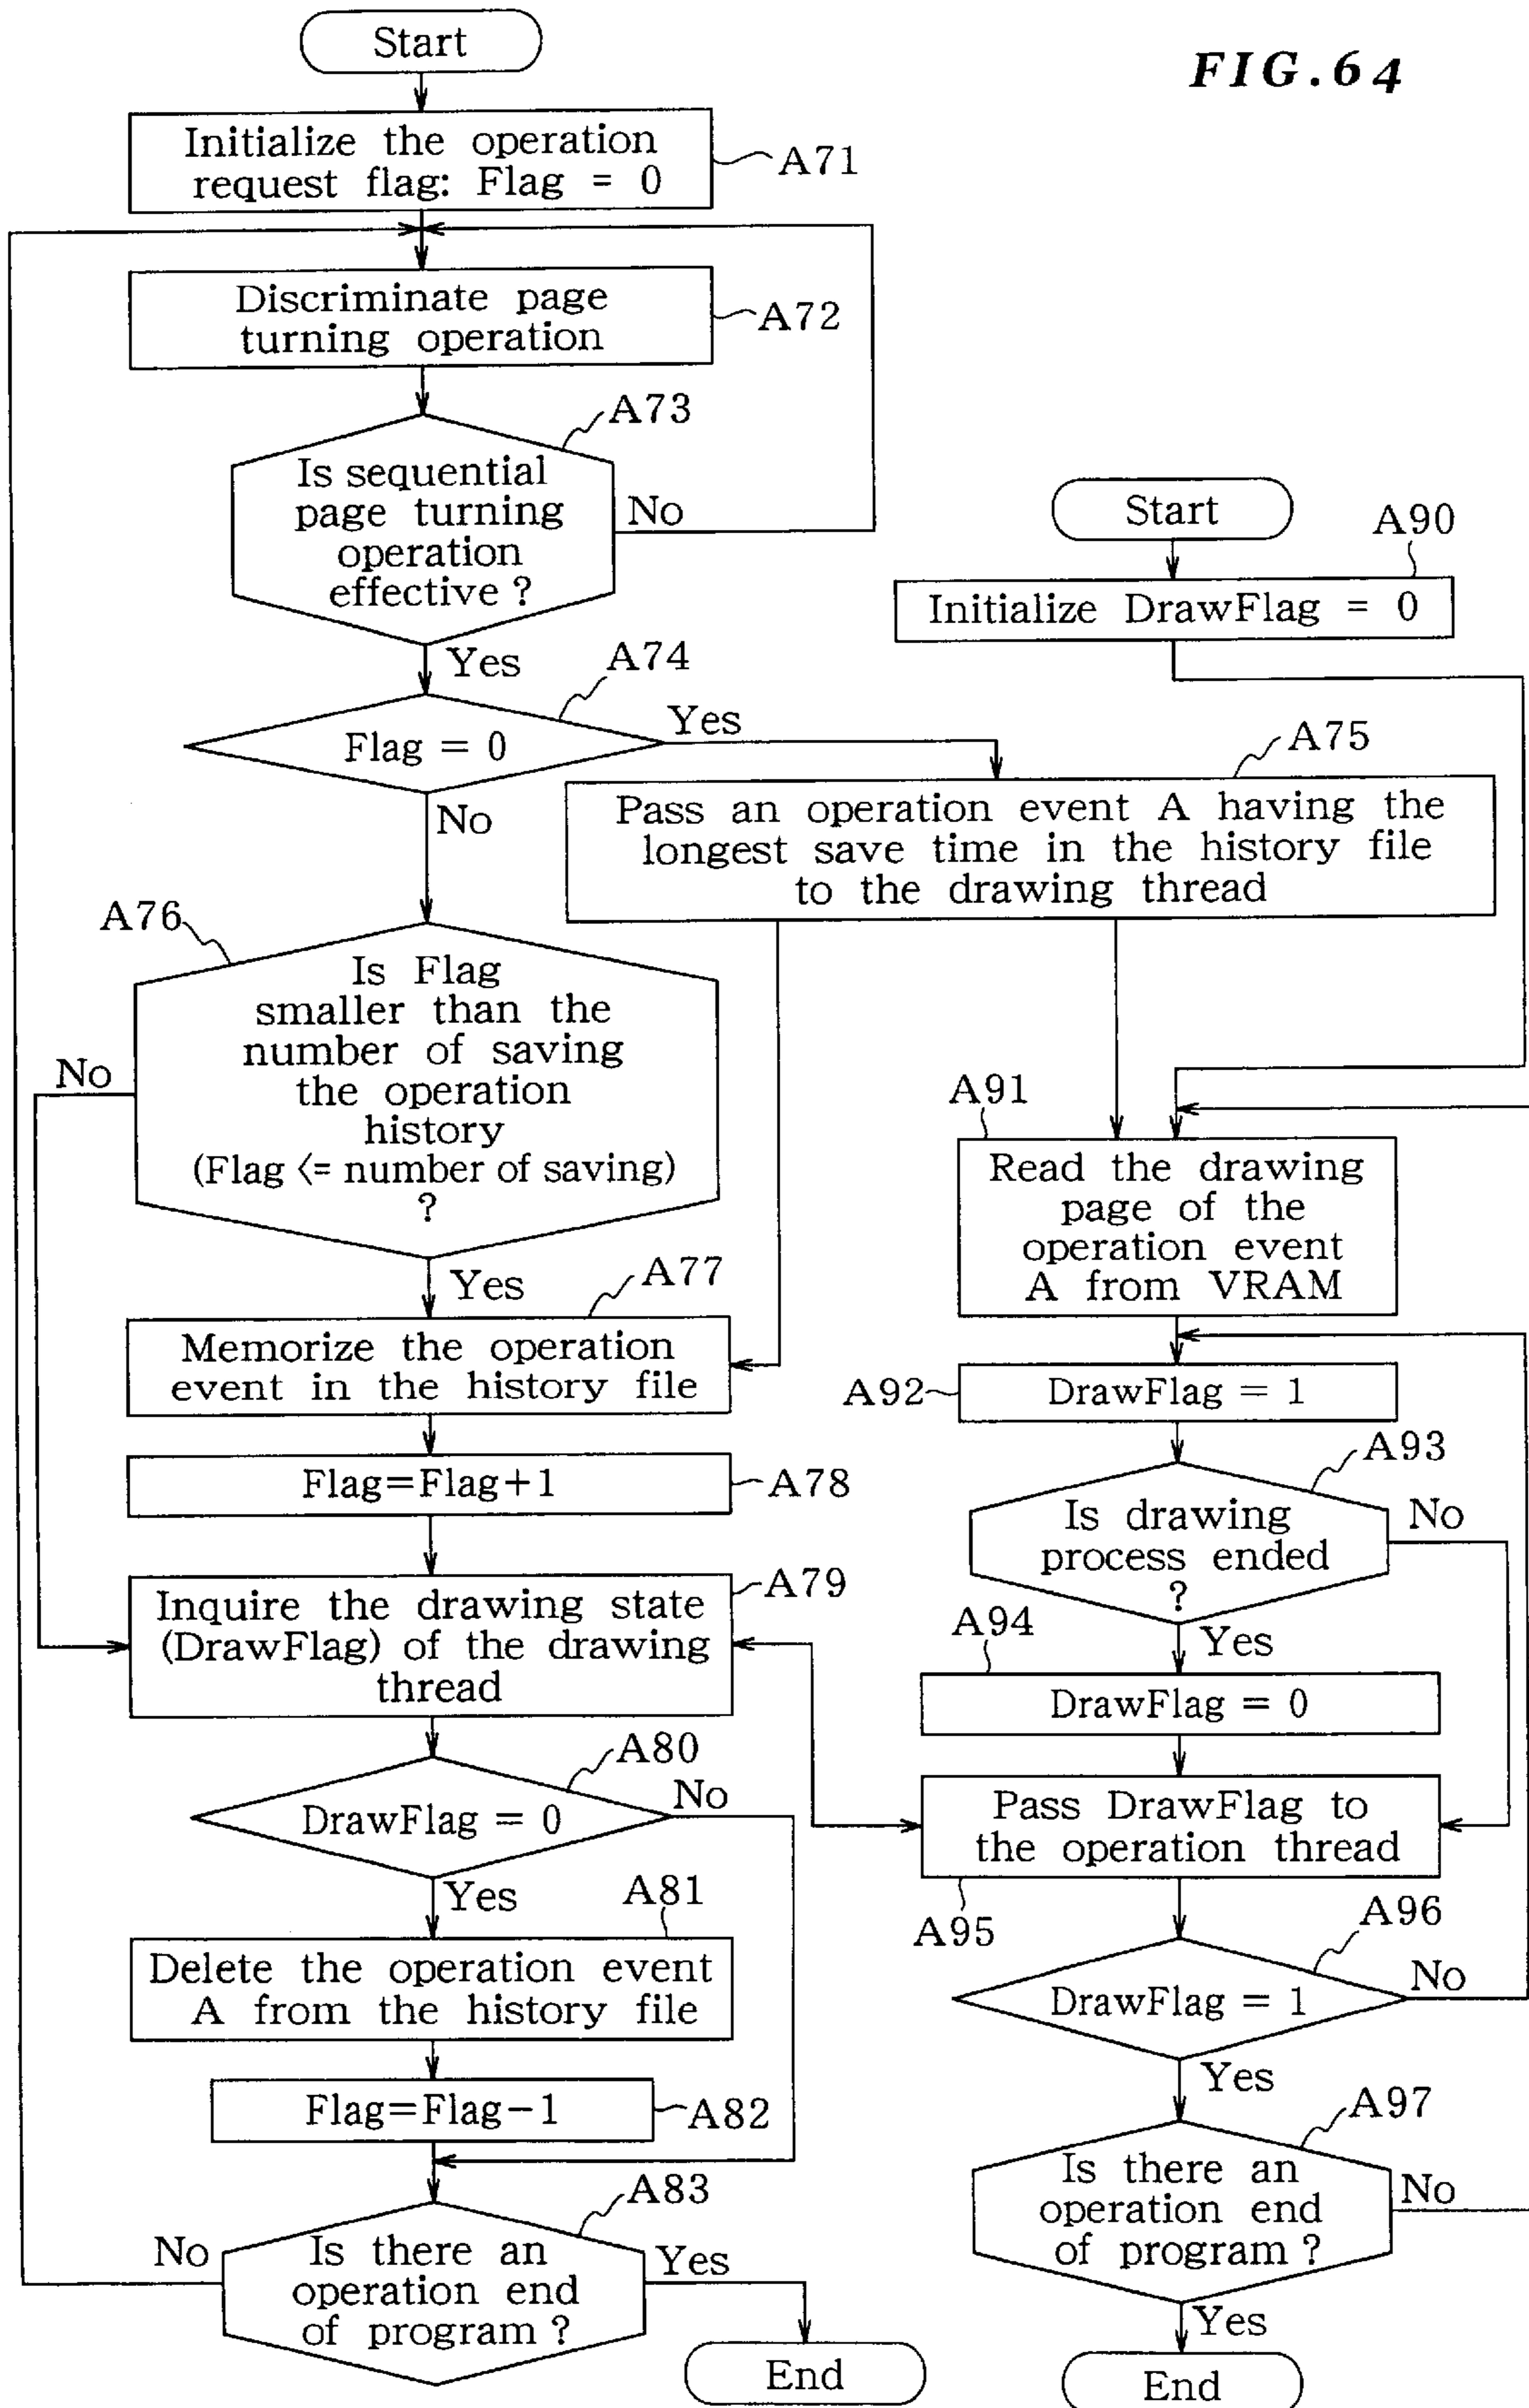 FIG.64
Start
Initialize the operation
request flag: Flag = 0
A71
Discriminate page
turning operation
A72
A73
Is sequential
page turning
operation
effective ?
No
Yes
A74
Flag = 0
Yes
No
A75
Pass an operation event A having the
longest save time in the history file
to the drawing thread
A76
Is Flag
smaller than the
number of saving
the operation
history
(Flag <= number of saving)
?
No
Yes
A77
Memorize the operation
event in the history file
Flag=Flag+1
A78
A79
Inquire the drawing state
(DrawFlag) of the drawing
thread
A80
DrawFlag = 0
No
Yes
A81
Delete the operation event
A from the history file
Flag=Flag-1
A82
A83
Is there an
operation end
of program ?
No
Yes
End
Start
A90
Initialize DrawFlag = 0
A91
Read the drawing
page of the
operation event
A from VRAM
A92
DrawFlag = 1
A93
Is drawing
process ended
?
No
Yes
A94
DrawFlag = 0
Pass DrawFlag to
the operation thread
A95
A96
DrawFlag = 1
No
Yes
A97
Is there an
operation end
of program ?
No
Yes
End